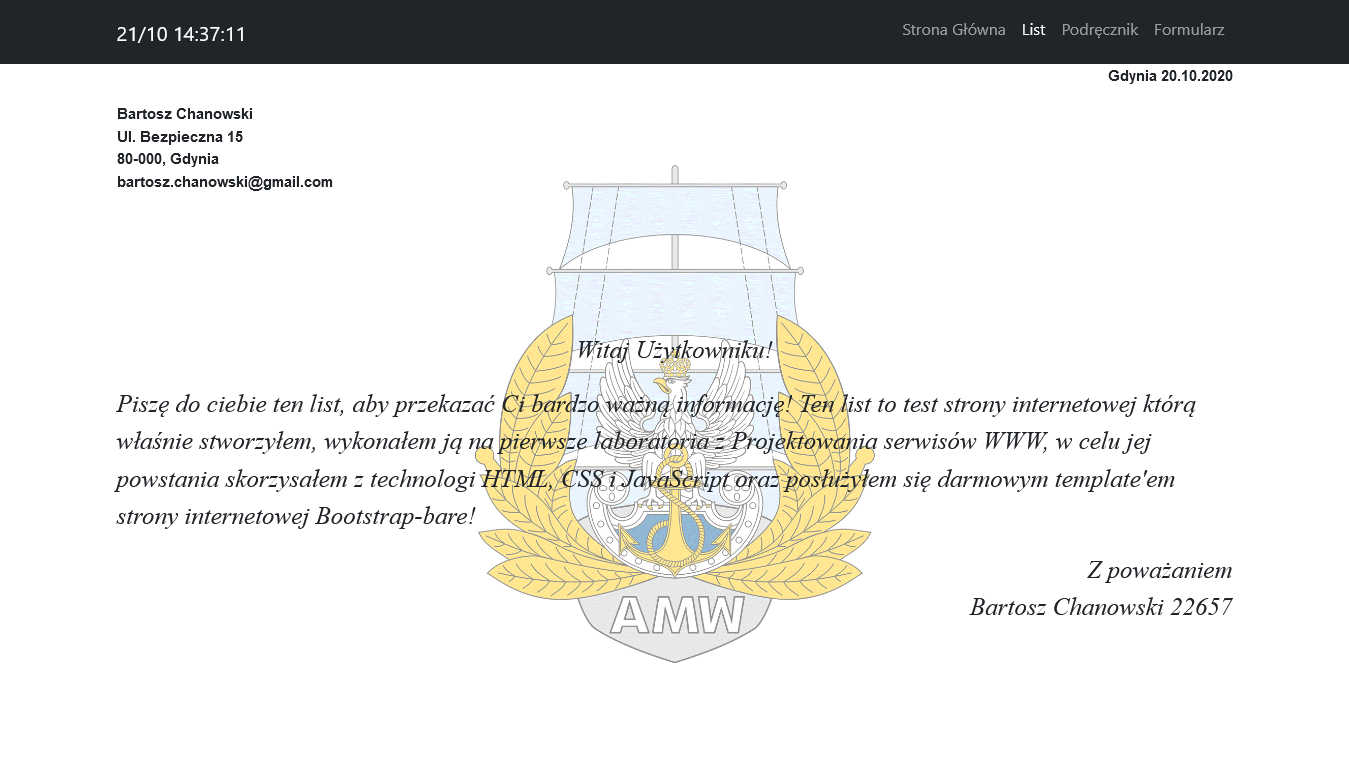 21/10 14:37:11
Strona Główna List Podręcznik Formularz
Gdynia 20.10.2020
Bartosz Chanowski
Ul. Bezpieczna 15
80-000, Gdynia
bartosz.chanowski@gmail.com
Witaj Użytkowniku!
Piszę do ciebie ten list, aby przekazać Ci bardzo ważną informację! Ten list to test strony internetowej którą
właśnie stworzyłem, wykonałem ją na pierwsze laboratoria z Projektowania serwisów WWW, w celu jej
powstania skorzysałem z technologi HTML, CSS i JavaScript oraz posłużyłem się darmowym template'em
strony internetowej Bootstrap-bare!
Z poważaniem
Bartosz Chanowski 22657
AMW